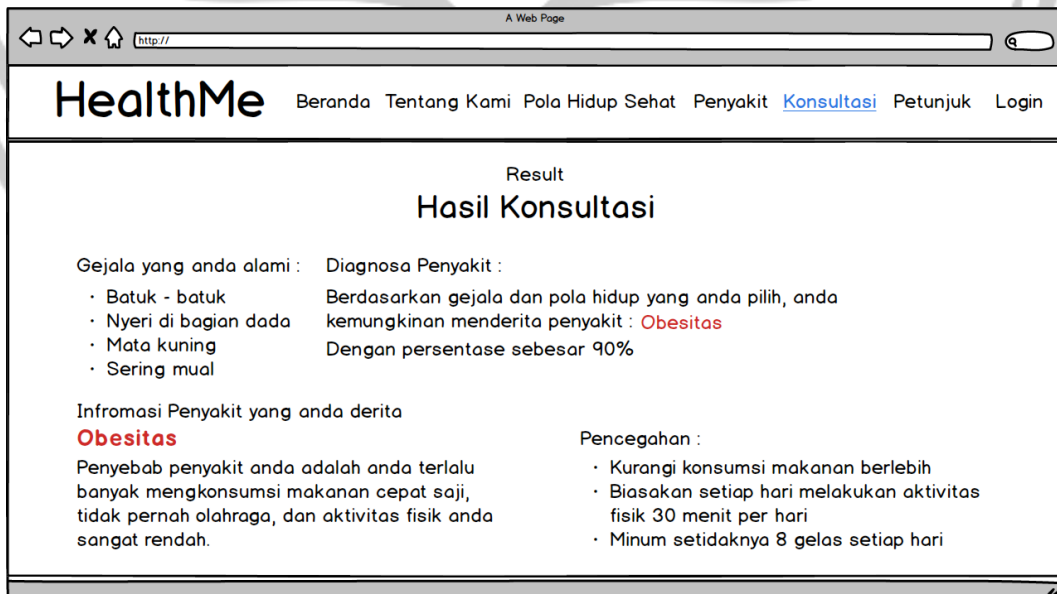 A Web Page
http://
HealthMe Beranda Tentang Kami Pola Hidup Sehat Penyakit Konsultasi Petunjuk Login
Result
Hasil Konsultasi
Gejala yang anda alami :
· Batuk - batuk
· Nyeri di bagian dada
· Mata kuning
· Sering mual
Diagnosa Penyakit :
Berdasarkan gejala dan pola hidup yang anda pilih, anda
kemungkinan menderita penyakit : Obesitas
Dengan persentase sebesar 90%
Infromasi Penyakit yang anda derita
Obesitas
Penyebab penyakit anda adalah anda terlalu
banyak mengkonsumsi makanan cepat saji,
tidak pernah olahraga, dan aktivitas fisik anda
sangat rendah.
Pencegahan :
· Kurangi konsumsi makanan berlebih
· Biasakan setiap hari melakukan aktivitas
fisik 30 menit per hari
· Minum setidaknya 8 gelas setiap hari